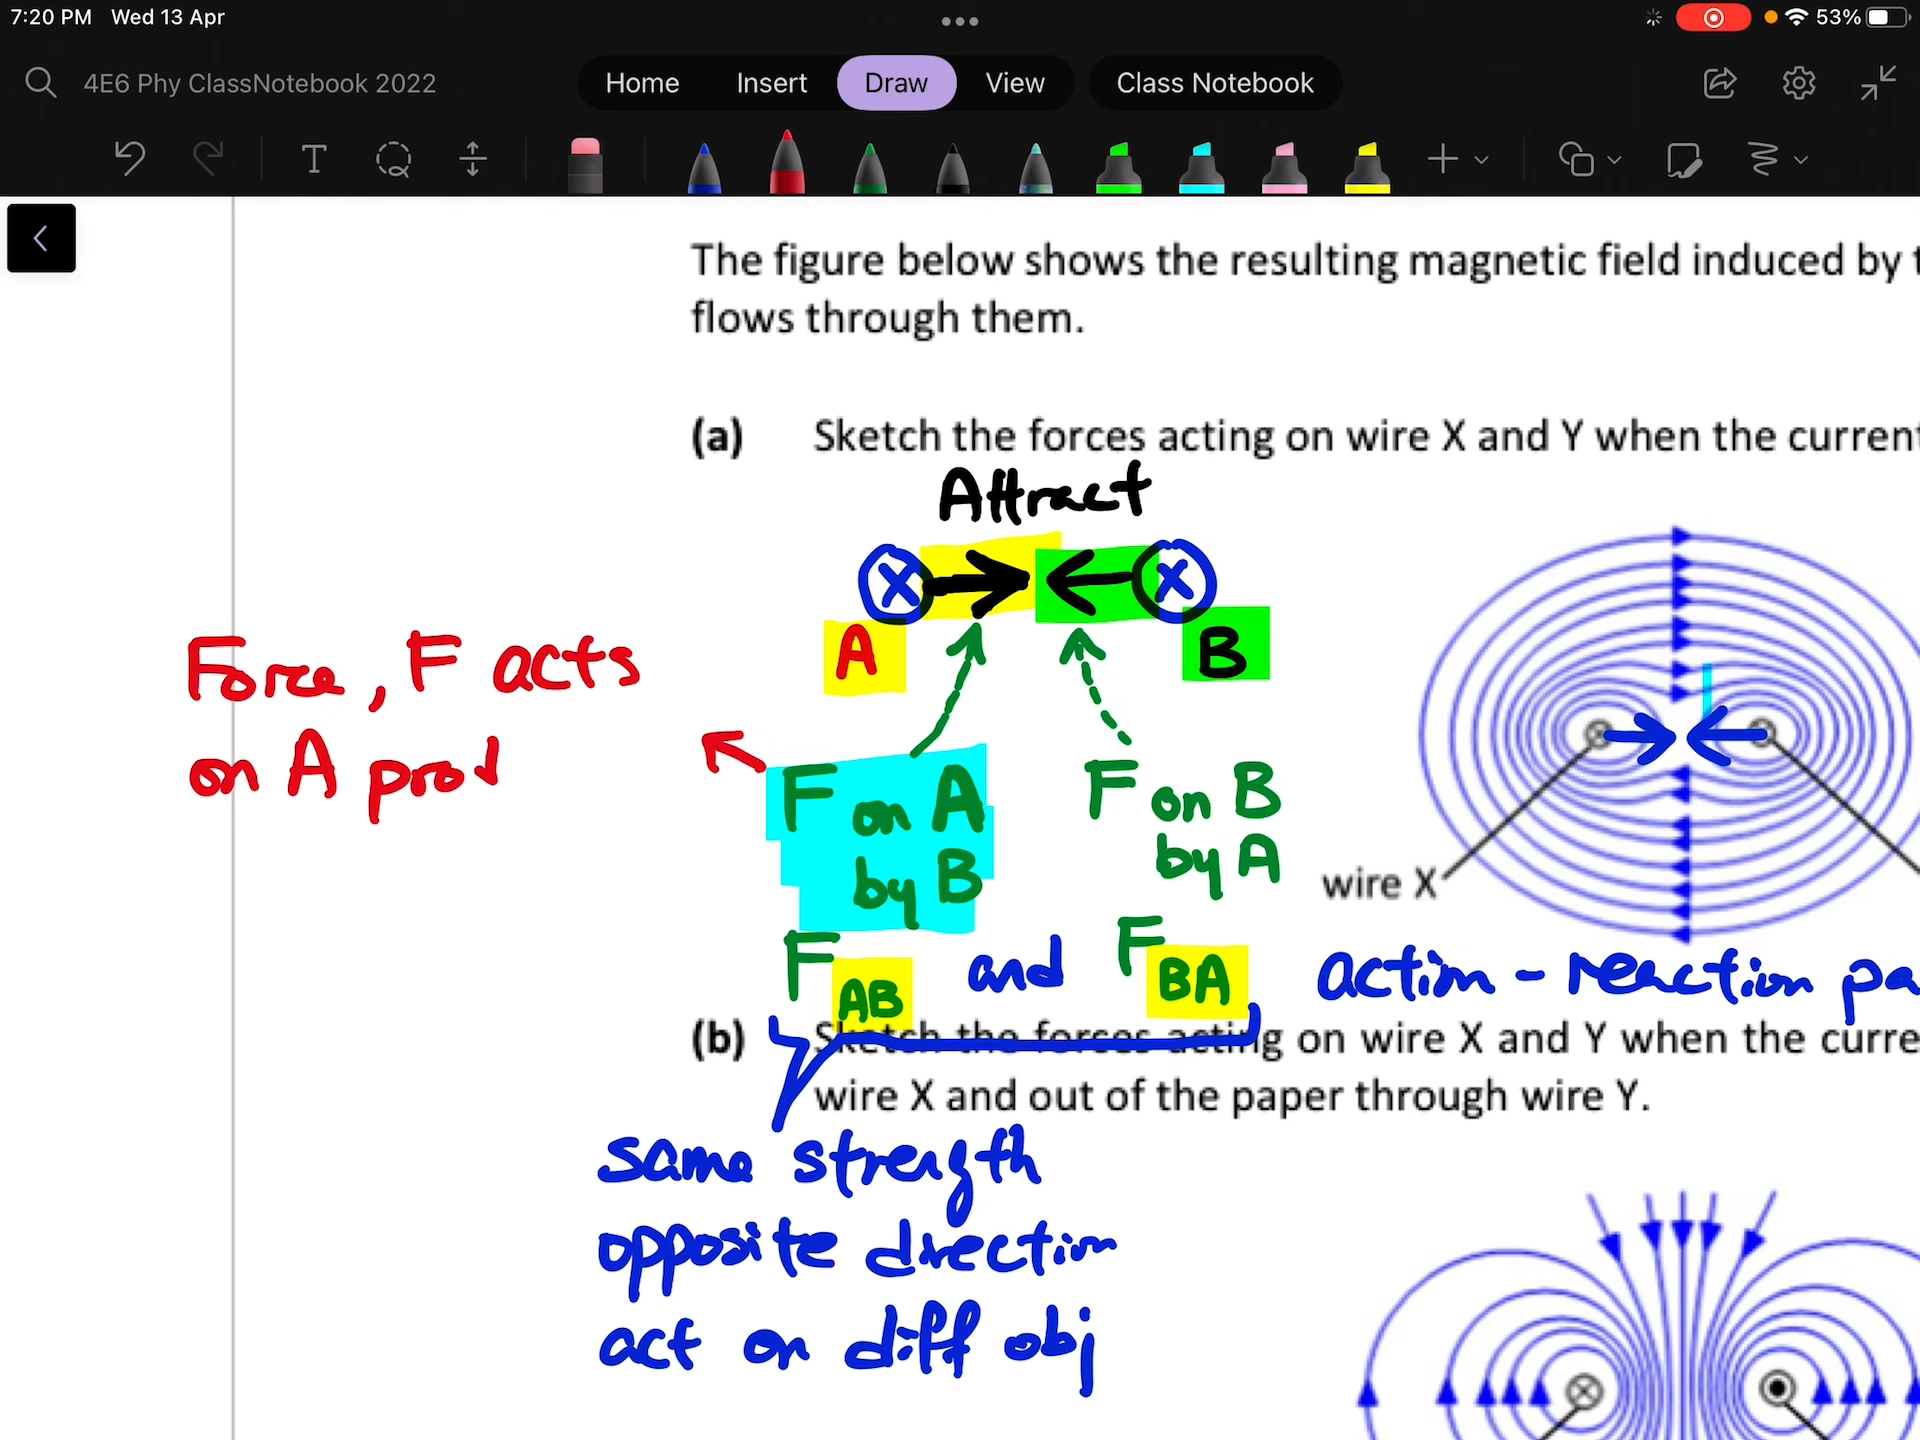 7:20 PM Wed 13 Apr
53%
4E6 Phy ClassNotebook 2022
Home Insert Draw View Class Notebook
T
The figure below shows the resulting magnetic field induced by
flows through them.
(a) Sketch the forces acting on wire X and Y when the current
Attract
X X
A B
Force, F acts
on A prod
F on A
by B
F on B
by A
wire X
F AB and F BA
action - reaction pa
(b) Sketch the forces acting on wire X and Y when the curre
wire X and out of the paper through wire Y.
same strength
opposite direction
act on diff obj